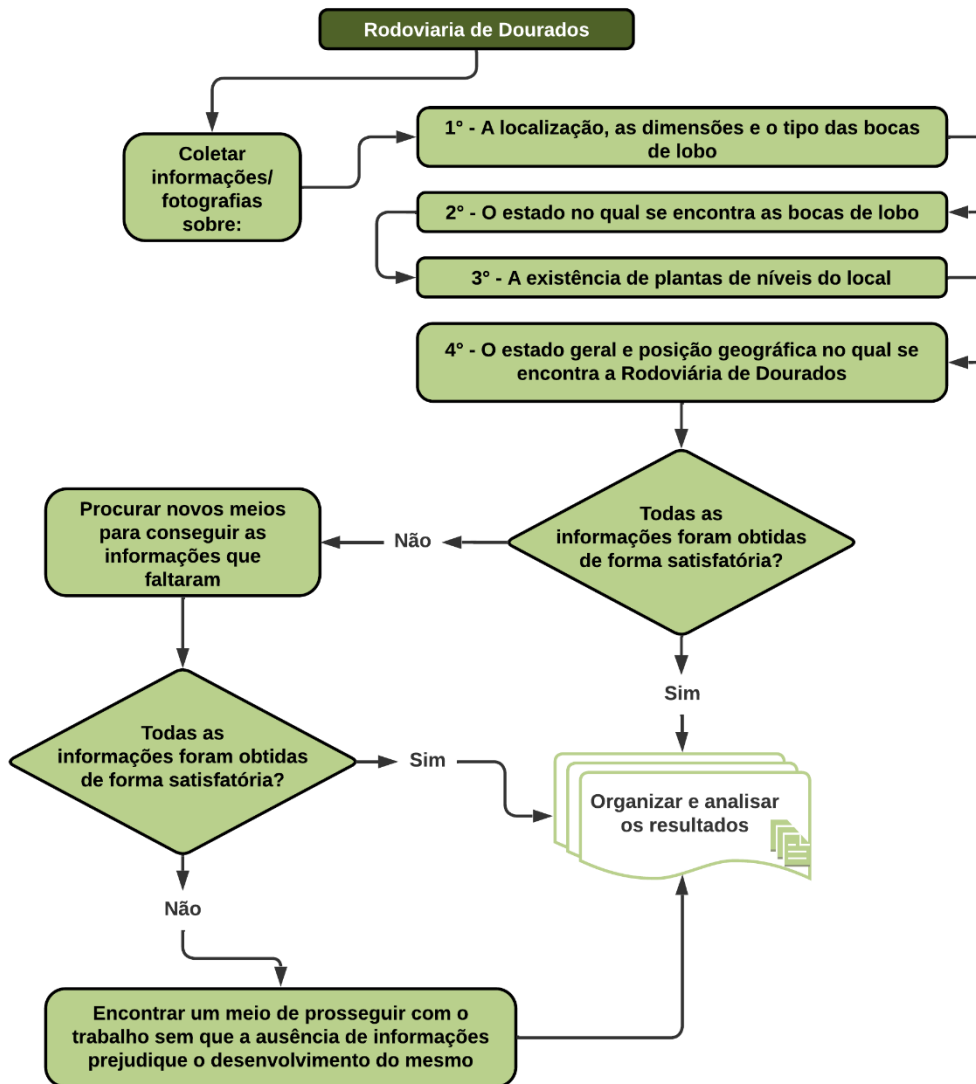 Rodoviaria de Dourados
Coletar
informações/
fotografias
sobre:
1° - A localização, as dimensões e o tipo das bocas
de lobo
2° - O estado no qual se encontra as bocas de lobo
3° - A existência de plantas de níveis do local
4° - O estado geral e posição geográfica no qual se
encontra a Rodoviária de Dourados
Todas as
informações foram obtidas
de forma satisfatória?
Não
Procurar novos meios
para conseguir as
informações que
faltaram
Sim
Todas as
informações foram obtidas
de forma satisfatória?
Sim
Organizar e analisar
os resultados
Não
Encontrar um meio de prosseguir com o
trabalho sem que a ausência de informações
prejudique o desenvolvimento do mesmo